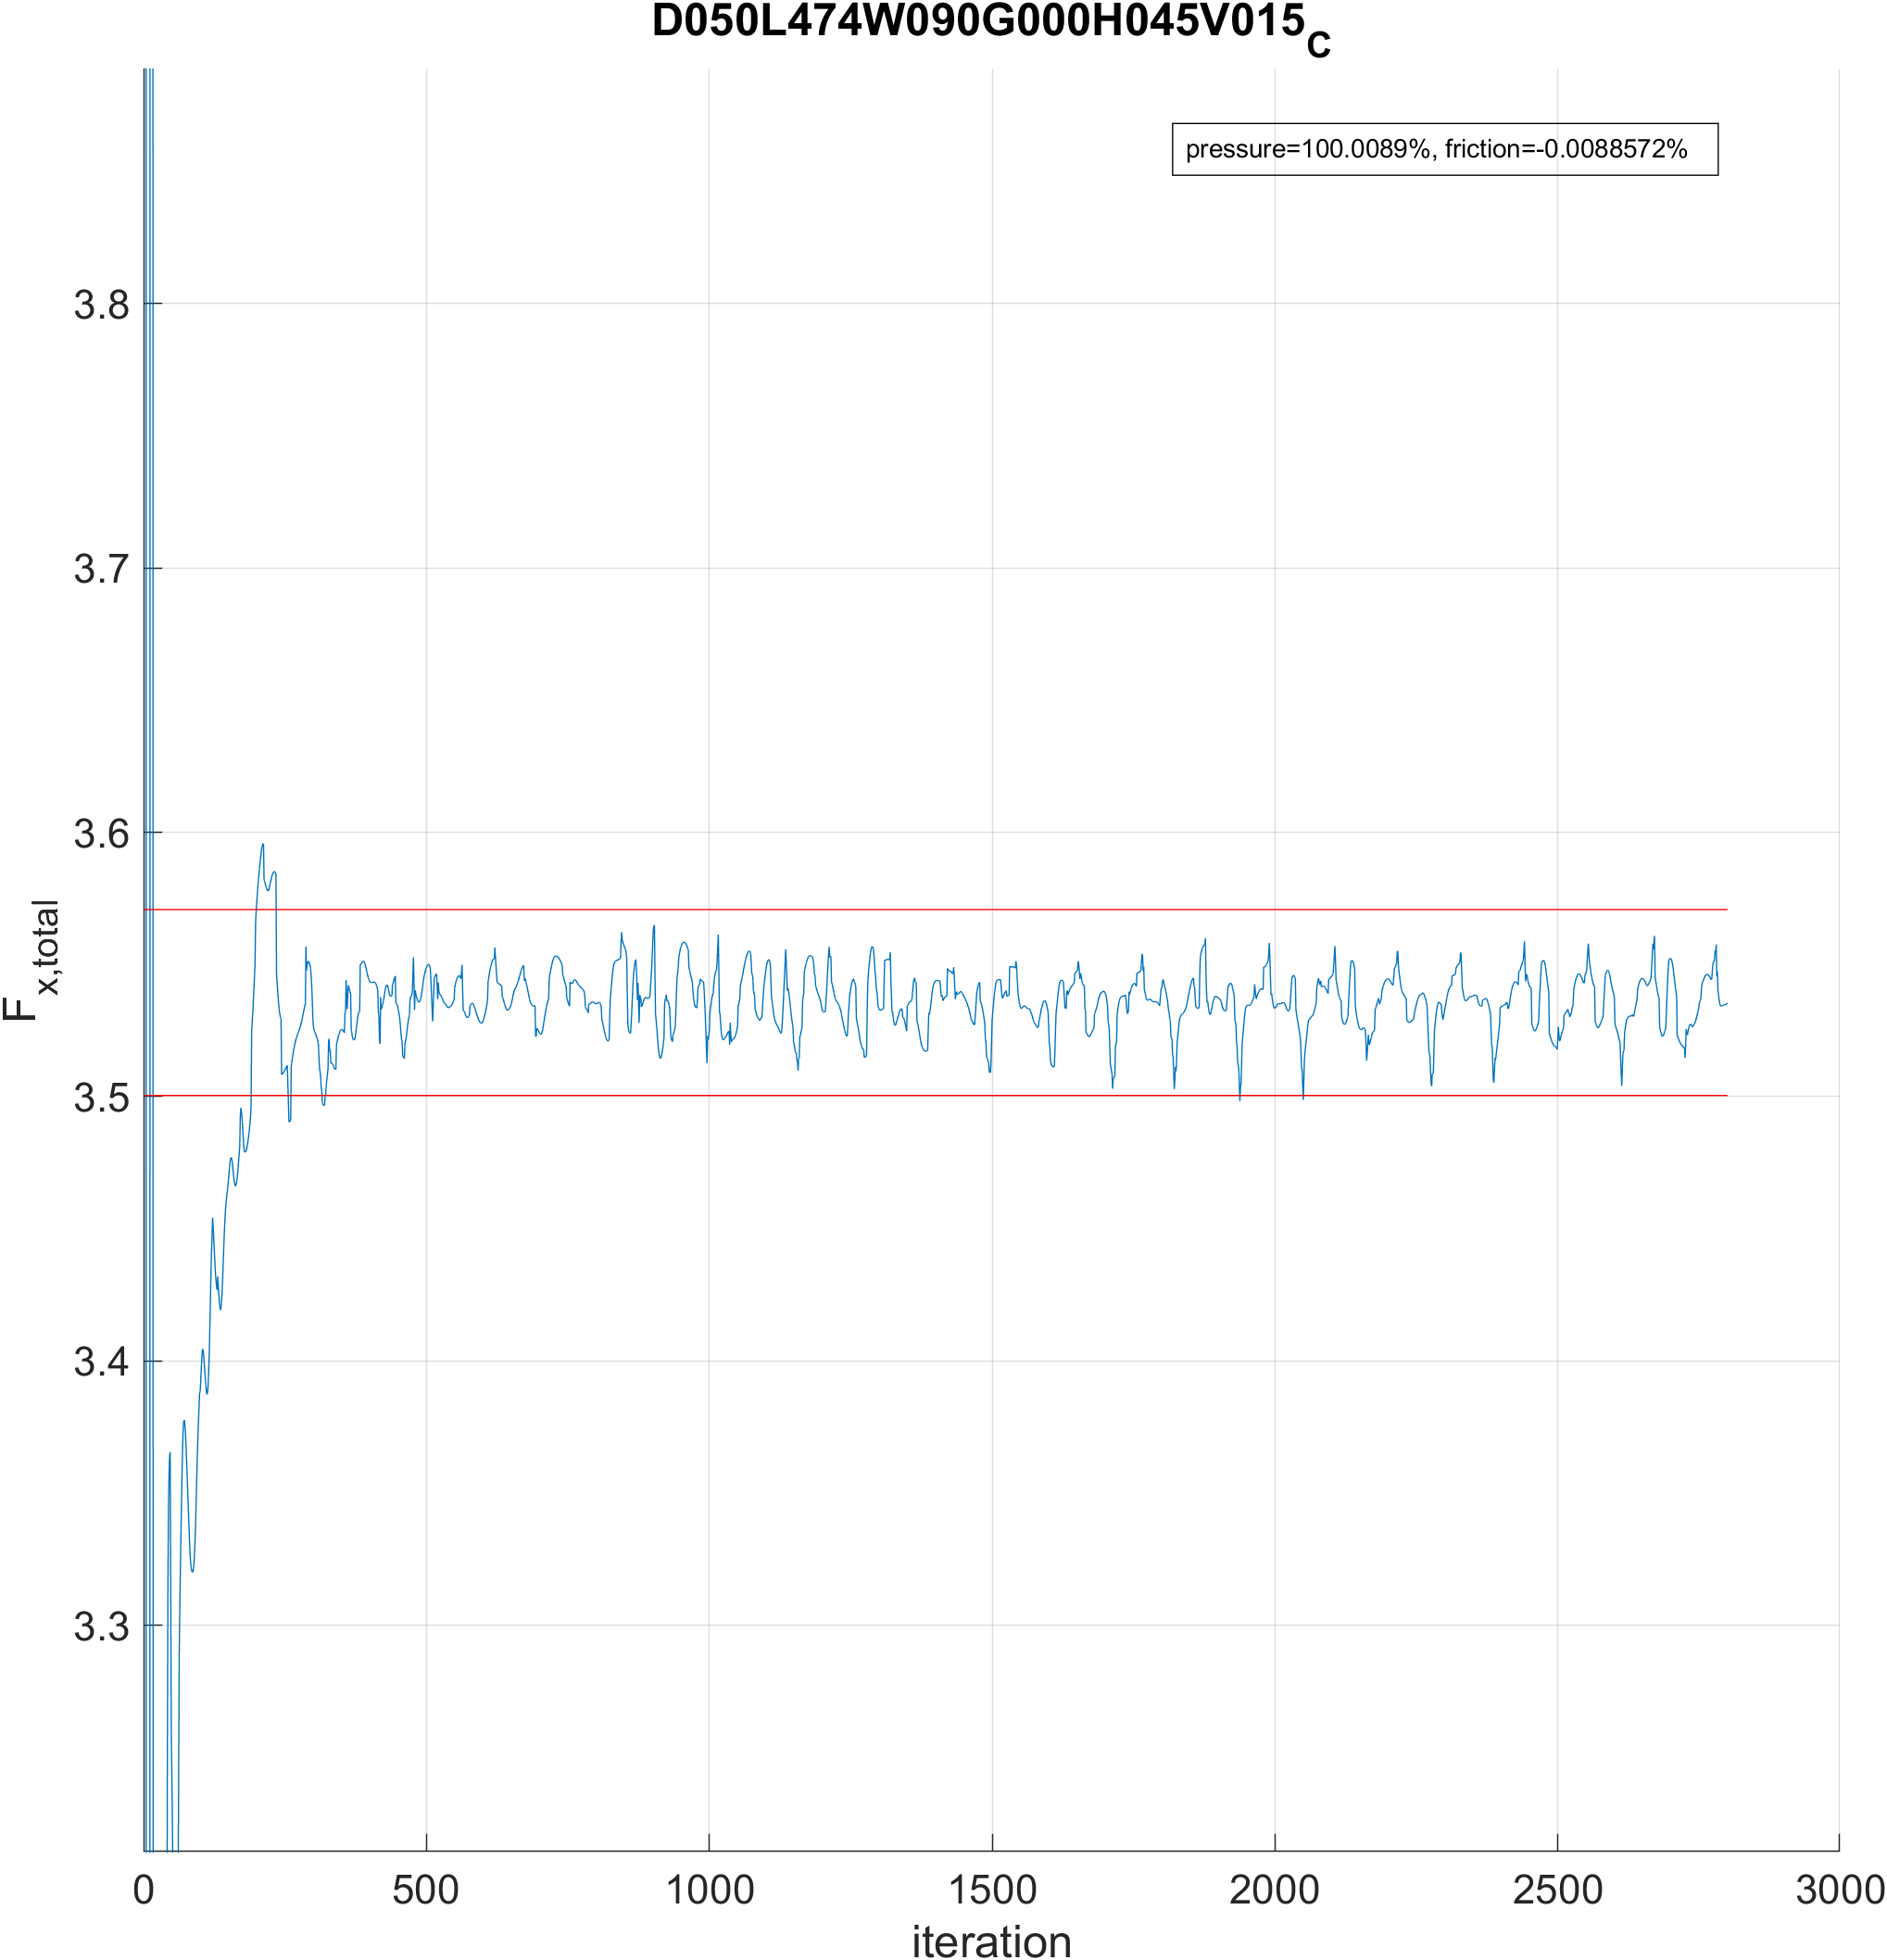 D050L474W090G000H045V015C
pressure=100.0089%, friction=-0.0088572%
3.8
3.7
3.6
3.5
3.4
3.3
F x,total
0 500 1000 1500 2000 2500 3000
iteration